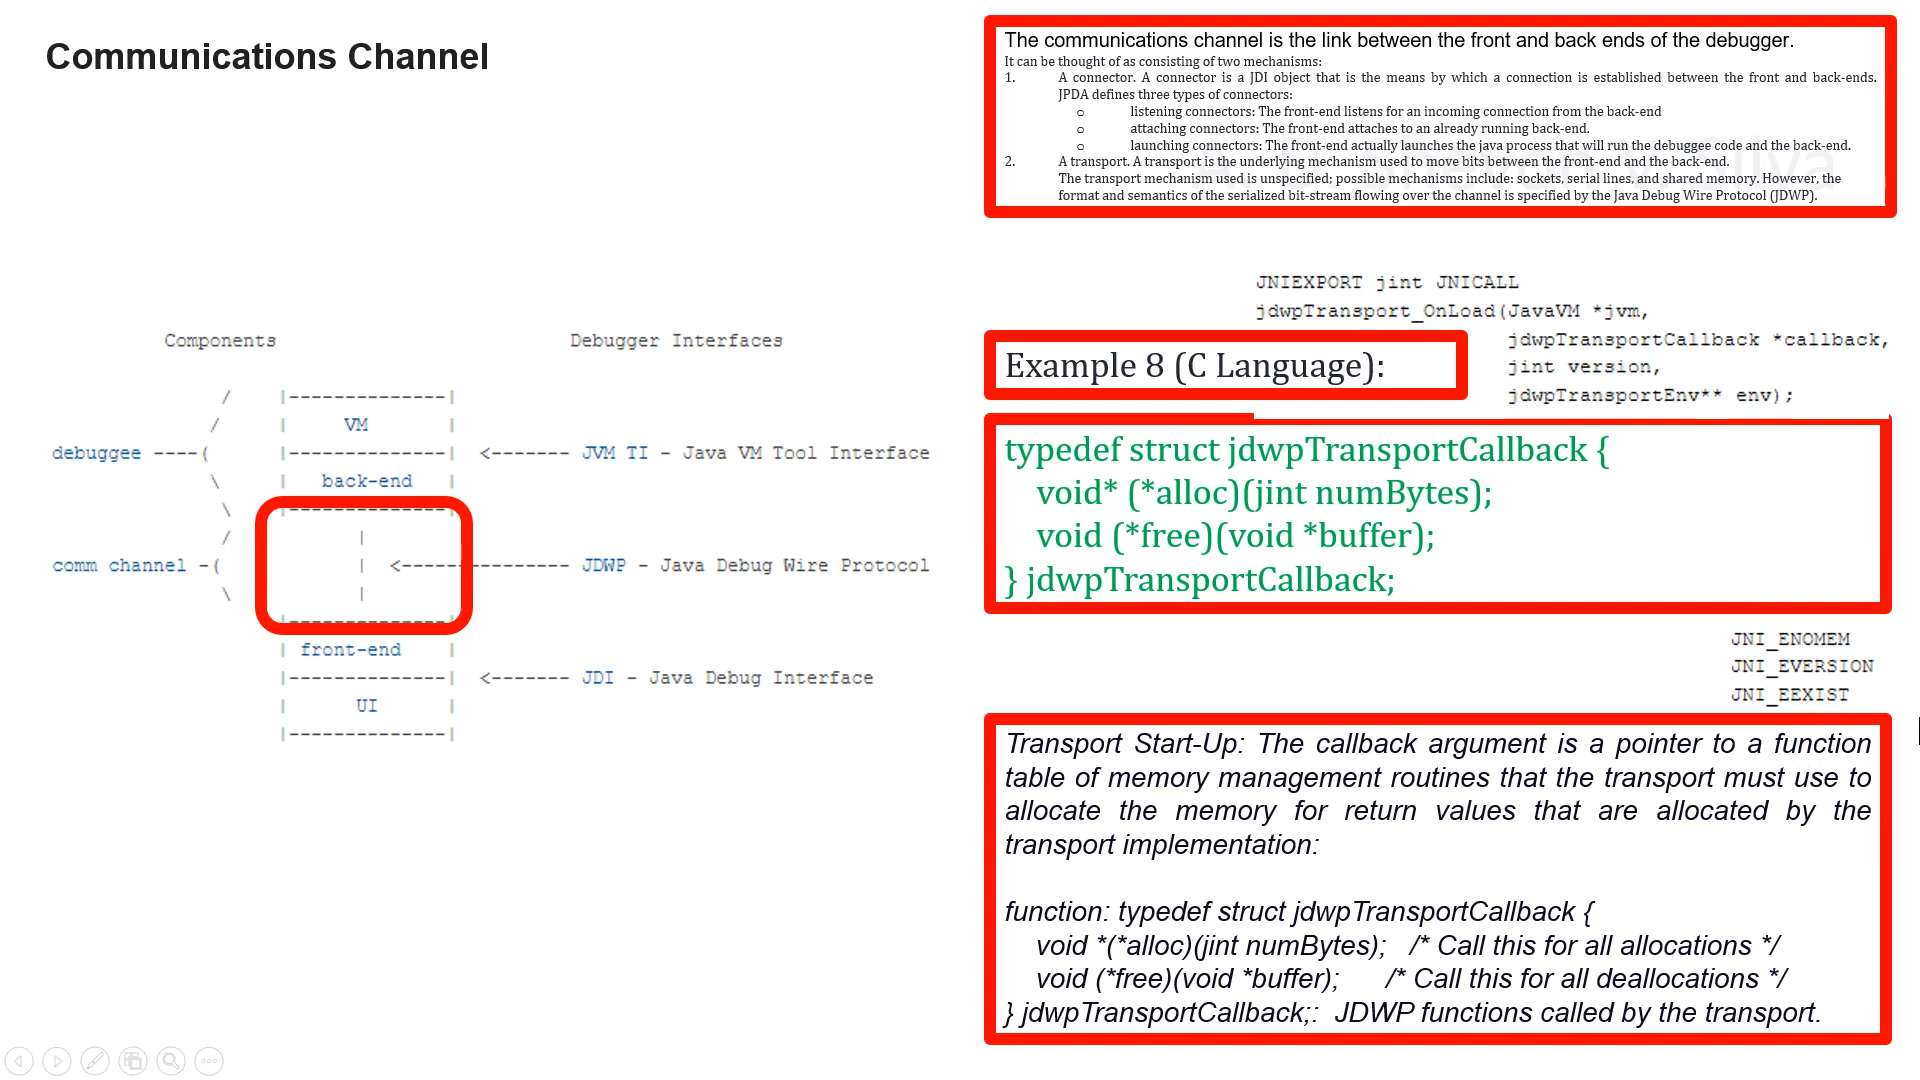 Communications Channel
The communications channel is the link between the front and back ends of the debugger.
It can be thought of as consisting of two mechanisms:
1. A connector. A connector is a JDI object that is the means by which a connection is established between the front and back-ends.
JPDA defines three types of connectors:
o listening connectors: The front-end listens for an incoming connection from the back-end
o attaching connectors: The front-end attaches to an already running back-end.
o launching connectors: The front-end actually launches the java process that will run the debuggee code and the back-end.
2. A transport. A transport is the underlying mechanism used to move bits between the front-end and the back-end.
The transport mechanism used is unspecified; possible mechanisms include: sockets, serial lines, and shared memory. However, the
format and semantics of the serialized bit-stream flowing over the channel is specified by the Java Debug Wire Protocol (JDWP).
Components Debugger Interfaces
/ |--------------|
/ | VM |
debuggee ----( |--------------| <------- JVM TI - Java VM Tool Interface
\ | back-end |
\ |--------------|
/ |
comm channel -( | <--------------- JDWP - Java Debug Wire Protocol
\ |
|--------------|
| front-end |
|--------------| <------- JDI - Java Debug Interface
| UI |
|--------------|
JNIEXPORT jint JNICALL
jdwpTransport_OnLoad(JavaVM *jvm,
jdwpTransportCallback *callback,
jint version,
jdwpTransportEnv** env);
Example 8 (C Language):
typedef struct jdwpTransportCallback {
void* (*alloc)(jint numBytes);
void (*free)(void *buffer);
} jdwpTransportCallback;
JNI_ENOMEM
JNI_EVERSION
JNI_EEXIST
Transport Start-Up: The callback argument is a pointer to a function
table of memory management routines that the transport must use to
allocate the memory for return values that are allocated by the
transport implementation:
function: typedef struct jdwpTransportCallback {
void *(*alloc)(jint numBytes); /* Call this for all allocations */
void (*free)(void *buffer); /* Call this for all deallocations */
} jdwpTransportCallback;: JDWP functions called by the transport.